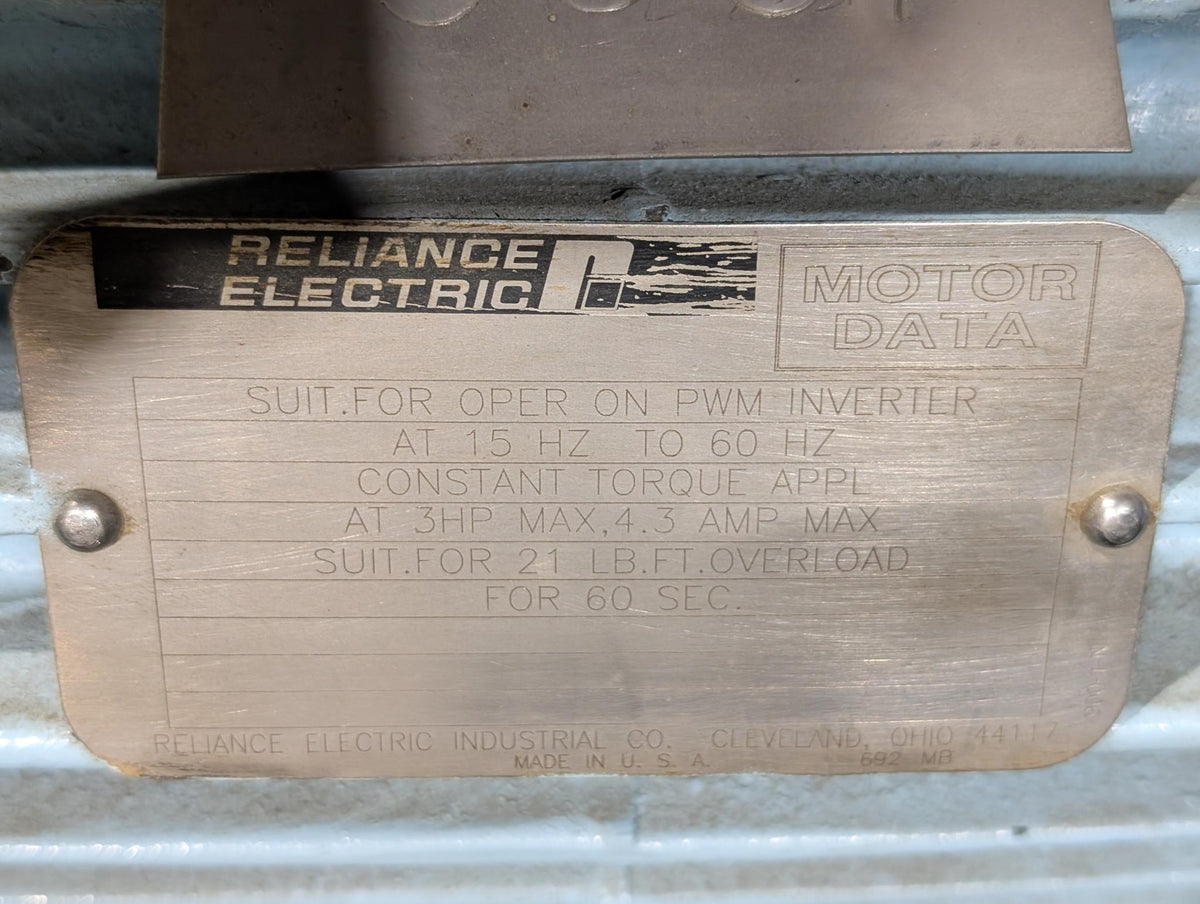 RELIANCE
ELECTRIC
MOTOR
DATA
SUIT.FOR OPER ON PWM INVERTER
AT 15 HZ TO 60 HZ
CONSTANT TORQUE APPL
AT 3HP MAX,4.3 AMP MAX
SUIT.FOR 21 LB.FT.OVERLOAD
FOR 60 SEC.
RELIANCE ELECTRIC INDUSTRIAL CO. CLEVELAND, OHIO 44117
MADE IN U. S. A.
692 MB